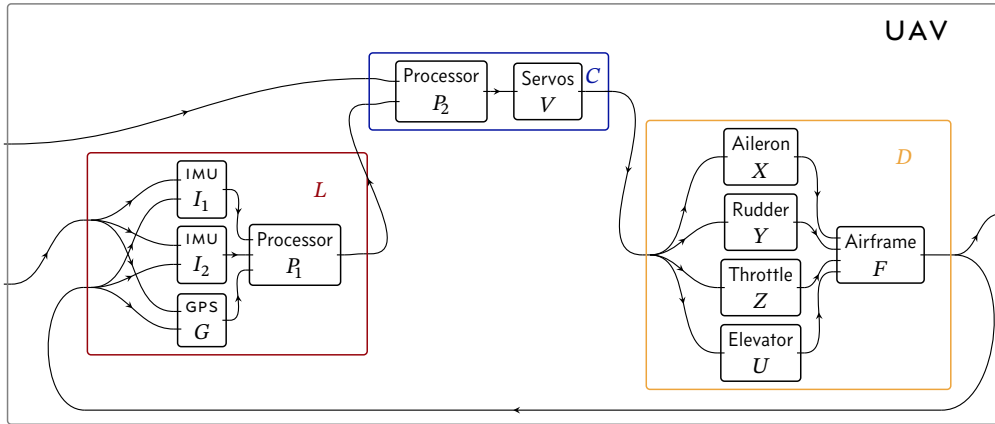 UAV
Processor
P₂
Servos
V
C
L
IMU
I₁
IMU
I₂
GPS
G
Processor
P₁
D
Aileron
X
Rudder
Y
Throttle
Z
Elevator
U
Airframe
F